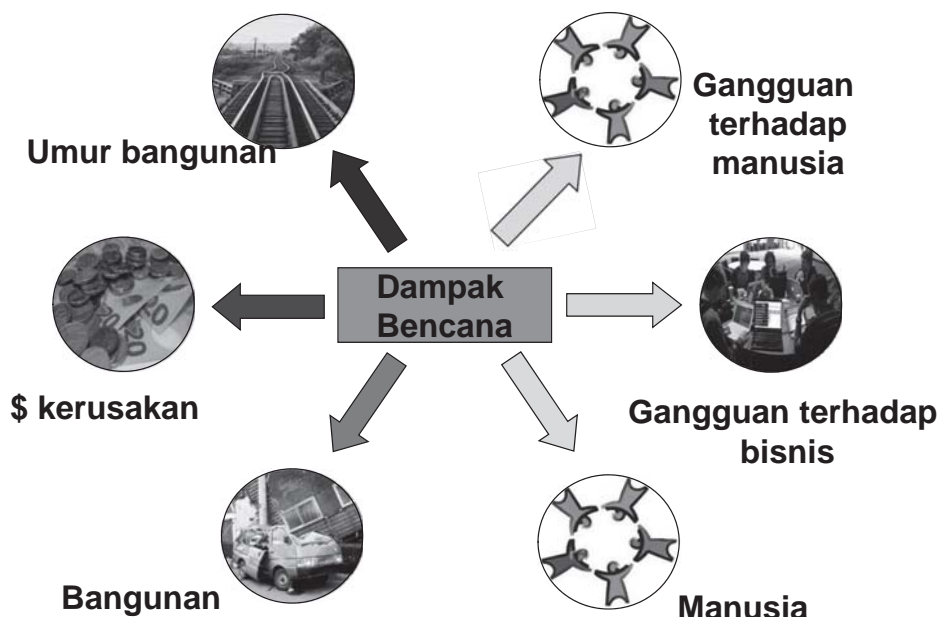 Umur bangunan
Gangguan
terhadap
manusia
Dampak
Bencana
$ kerusakan
Gangguan terhadap
bisnis
Bangunan
Manusia